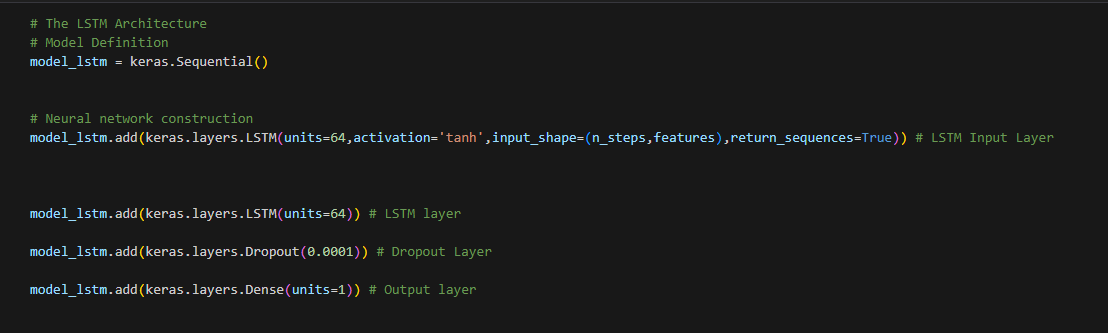 # The LSTM Architecture
# Model Definition
model_lstm = keras.Sequential()
# Neural network construction
model_lstm.add(keras.layers.LSTM(units=64,activation='tanh',input_shape=(n_steps,features),return_sequences=True)) # LSTM Input Layer
model_lstm.add(keras.layers.LSTM(units=64)) # LSTM layer
model_lstm.add(keras.layers.Dropout(0.0001)) # Dropout Layer
model_lstm.add(keras.layers.Dense(units=1)) # Output layer